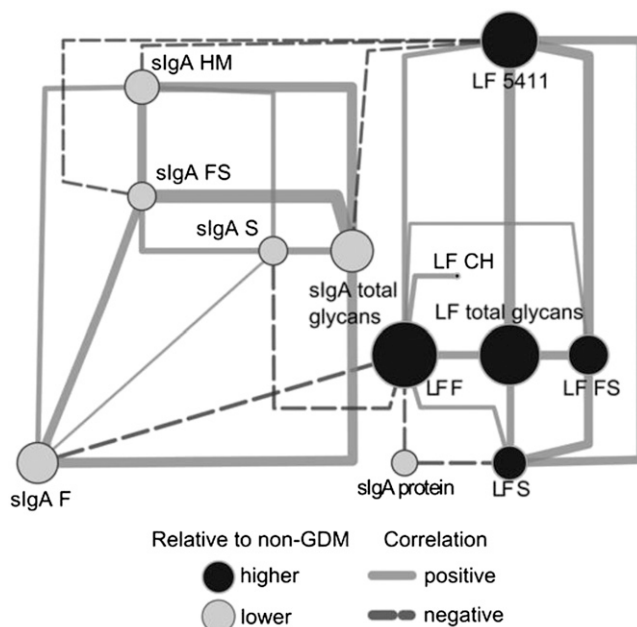 sIgA HM
LF 5411
sIgA FS
sIgA S
LF CH
sIgA total
glycans
LF total glycans
LF F
LF FS
sIgA F
sIgA protein
LF S
Relative to non-GDM
Correlation
higher
positive
lower
negative